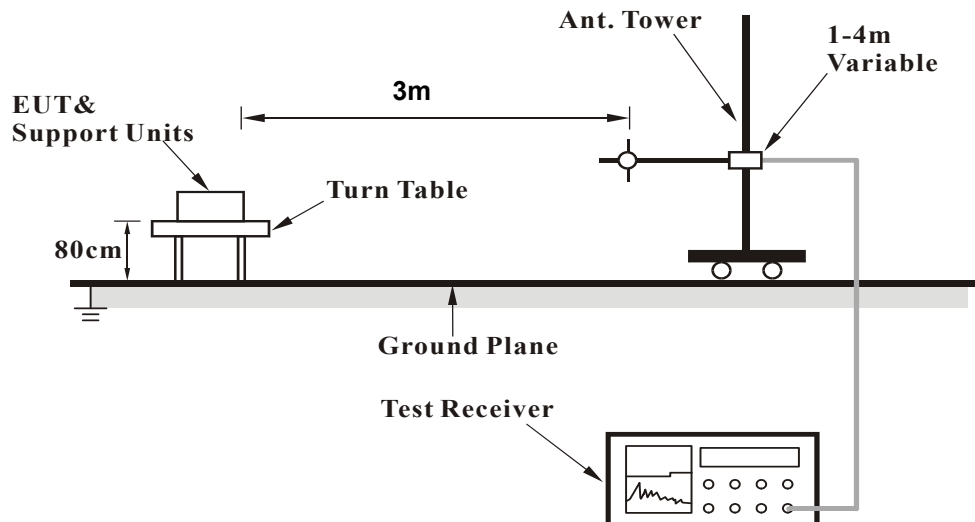 Ant. Tower
1-4m
Variable
3m
EUT&
Support Units
Turn Table
80cm
Ground Plane
Test Receiver